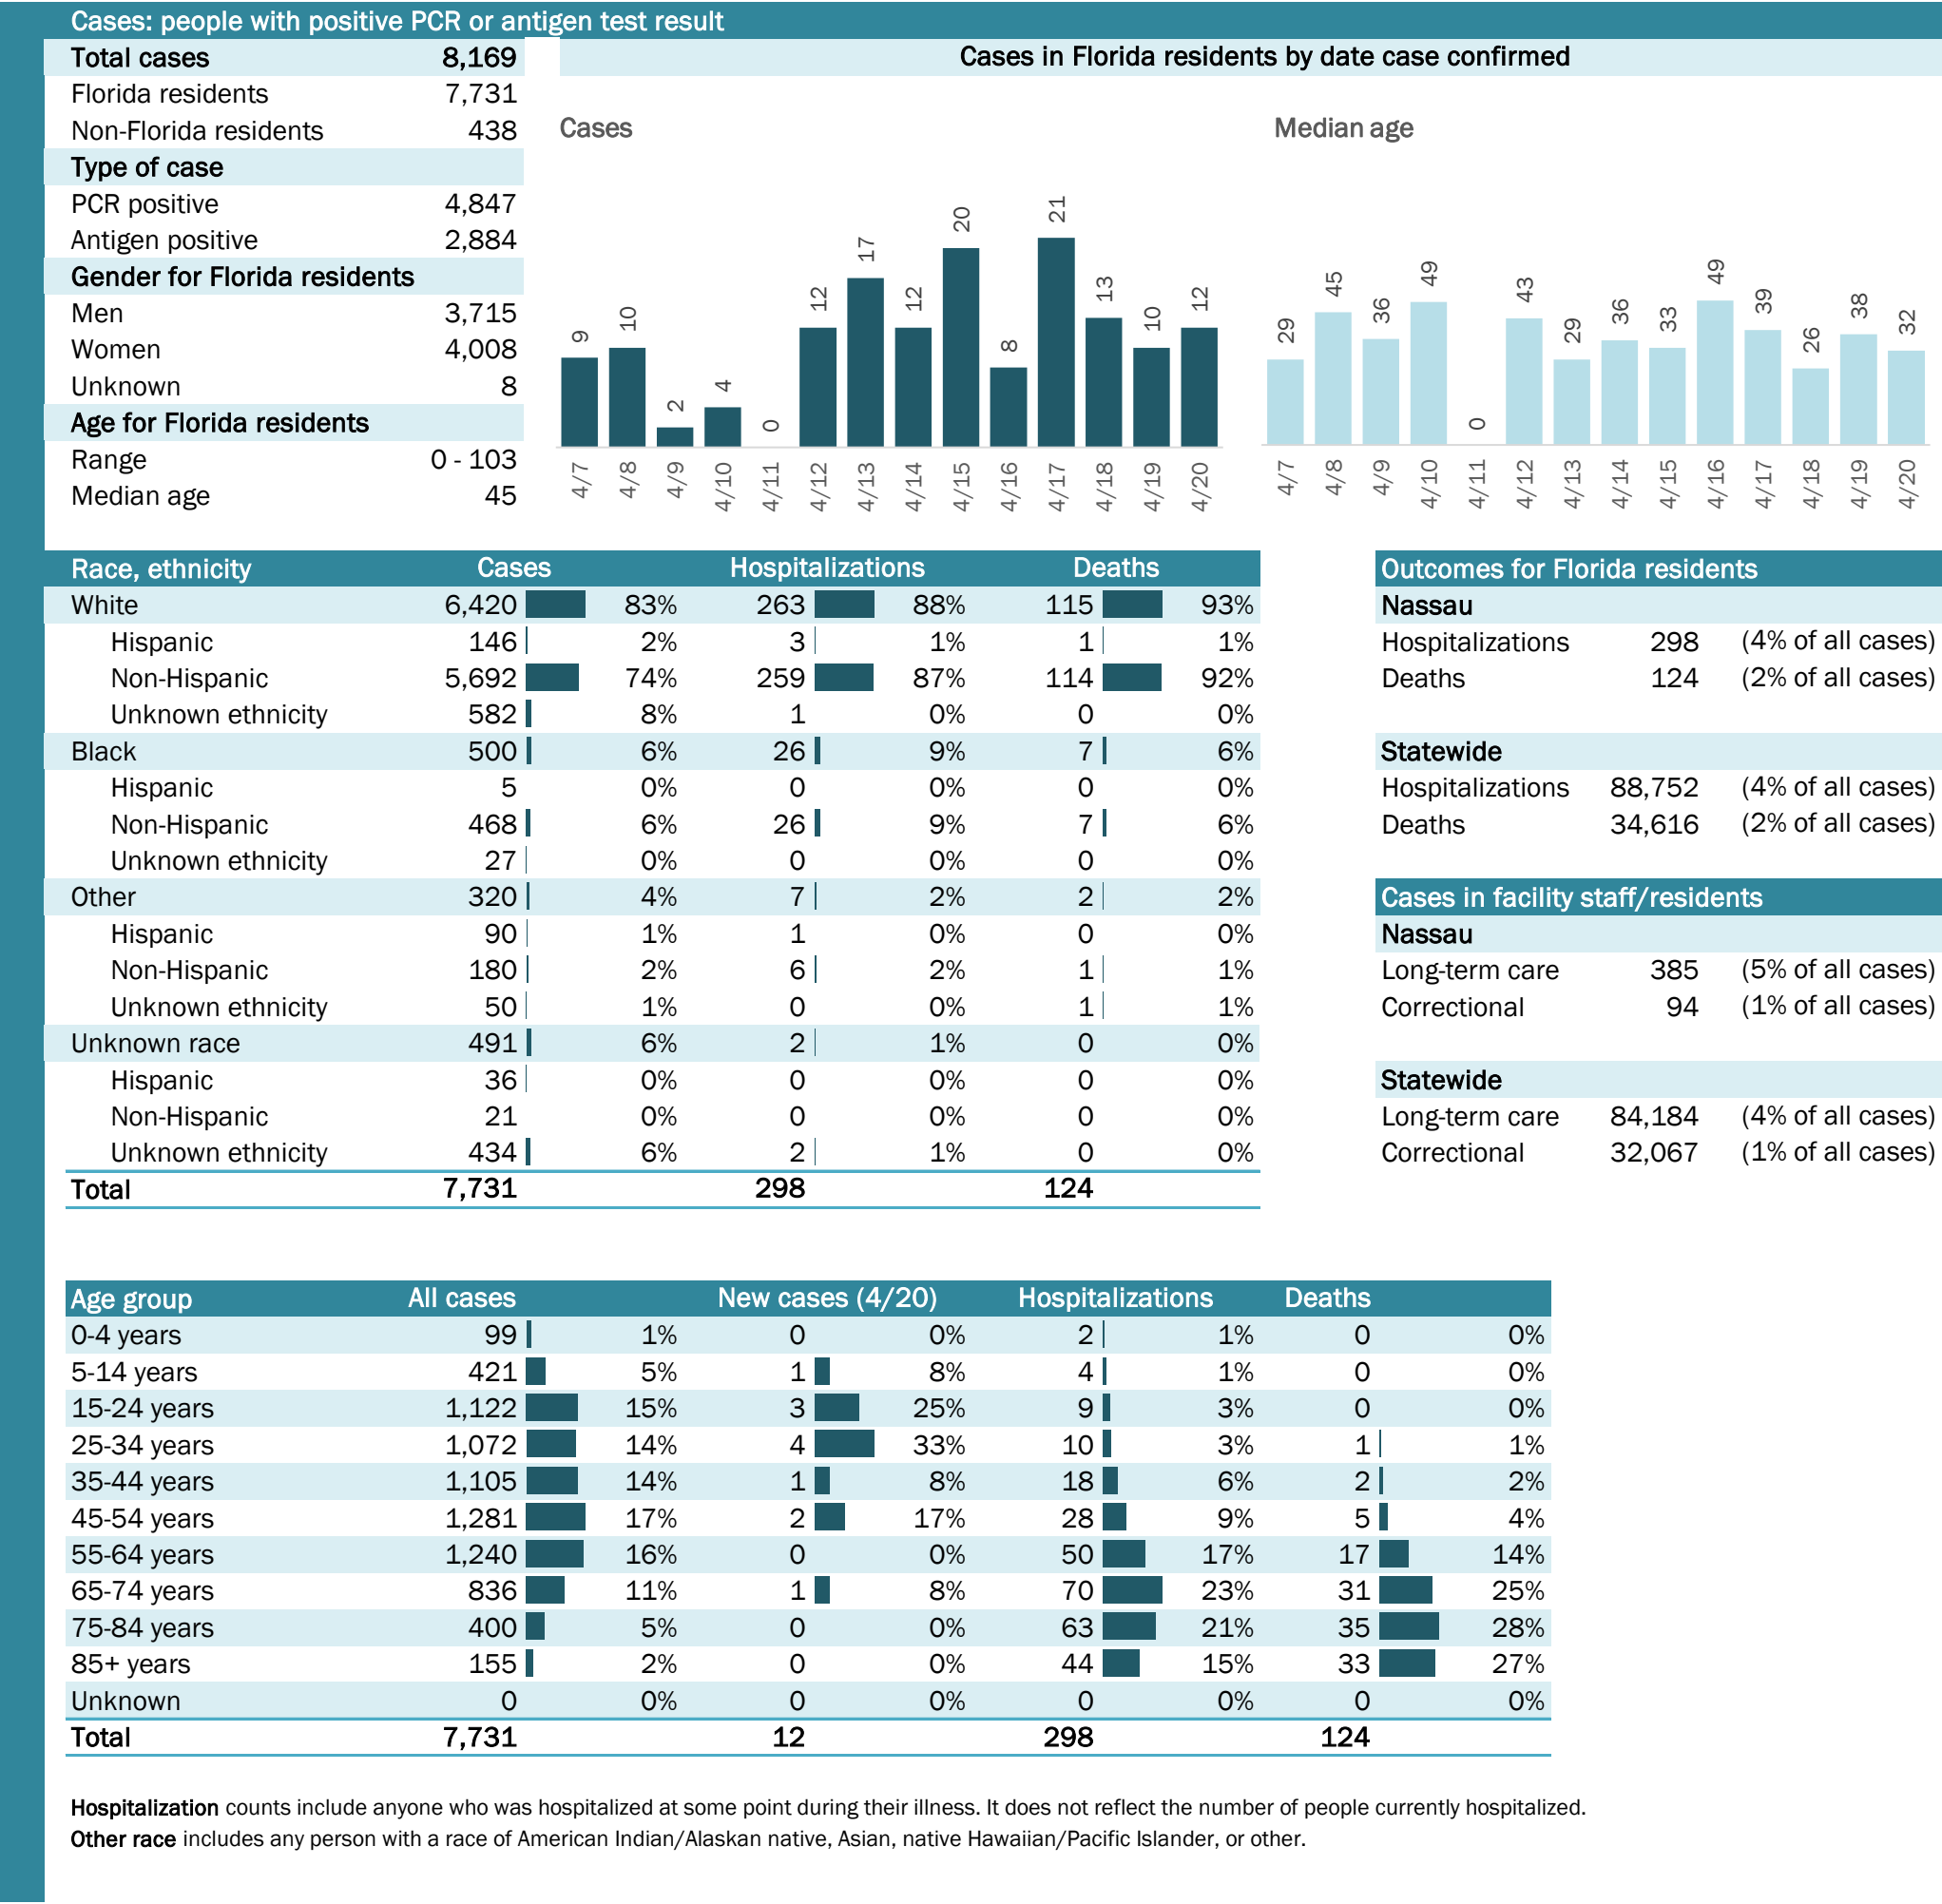 Cases: people with positive PCR or antigen test result
Total cases 8,169
Florida residents 7,731
Non-Florida residents 438
Type of case
PCR positive 4,847
Antigen positive 2,884
Gender for Florida residents
Men 3,715
Women 4,008
Unknown 8
Age for Florida residents
Range 0 - 103
Median age 45
Cases in Florida residents by date case confirmed
Cases
9 10 2 4 0 12 17 12 20 8 21 13 10 12
4/7 4/8 4/9 4/10 4/11 4/12 4/13 4/14 4/15 4/16 4/17 4/18 4/19 4/20
Median age
29 45 36 49 0 43 29 36 33 49 39 26 38 32
4/7 4/8 4/9 4/10 4/11 4/12 4/13 4/14 4/15 4/16 4/17 4/18 4/19 4/20
Race, ethnicity Cases Hospitalizations Deaths
White 6,420 83% 263 88% 115 93%
Hispanic 146 2% 3 1% 1 1%
Non-Hispanic 5,692 74% 259 87% 114 92%
Unknown ethnicity 582 8% 1 0% 0 0%
Black 500 6% 26 9% 7 6%
Hispanic 5 0% 0 0% 0 0%
Non-Hispanic 468 6% 26 9% 7 6%
Unknown ethnicity 27 0% 0 0% 0 0%
Other 320 4% 7 2% 2 2%
Hispanic 90 1% 1 0% 0 0%
Non-Hispanic 180 2% 6 2% 1 1%
Unknown ethnicity 50 1% 0 0% 1 1%
Unknown race 491 6% 2 1% 0 0%
Hispanic 36 0% 0 0% 0 0%
Non-Hispanic 21 0% 0 0% 0 0%
Unknown ethnicity 434 6% 2 1% 0 0%
Total 7,731 298 124
Outcomes for Florida residents
Nassau
Hospitalizations 298 (4% of all cases)
Deaths 124 (2% of all cases)
Statewide
Hospitalizations 88,752 (4% of all cases)
Deaths 34,616 (2% of all cases)
Cases in facility staff/residents
Nassau
Long-term care 385 (5% of all cases)
Correctional 94 (1% of all cases)
Statewide
Long-term care 84,184 (4% of all cases)
Correctional 32,067 (1% of all cases)
Age group All cases New cases (4/20) Hospitalizations Deaths
0-4 years 99 1% 0 0% 2 1% 0 0%
5-14 years 421 5% 1 8% 4 1% 0 0%
15-24 years 1,122 15% 3 25% 9 3% 0 0%
25-34 years 1,072 14% 4 33% 10 3% 1 1%
35-44 years 1,105 14% 1 8% 18 6% 2 2%
45-54 years 1,281 17% 2 17% 28 9% 5 4%
55-64 years 1,240 16% 0 0% 50 17% 17 14%
65-74 years 836 11% 1 8% 70 23% 31 25%
75-84 years 400 5% 0 0% 63 21% 35 28%
85+ years 155 2% 0 0% 44 15% 33 27%
Unknown 0 0% 0 0% 0 0% 0 0%
Total 7,731 12 298 124
Hospitalization counts include anyone who was hospitalized at some point during their illness. It does not reflect the number of people currently hospitalized.
Other race includes any person with a race of American Indian/Alaskan native, Asian, native Hawaiian/Pacific Islander, or other.